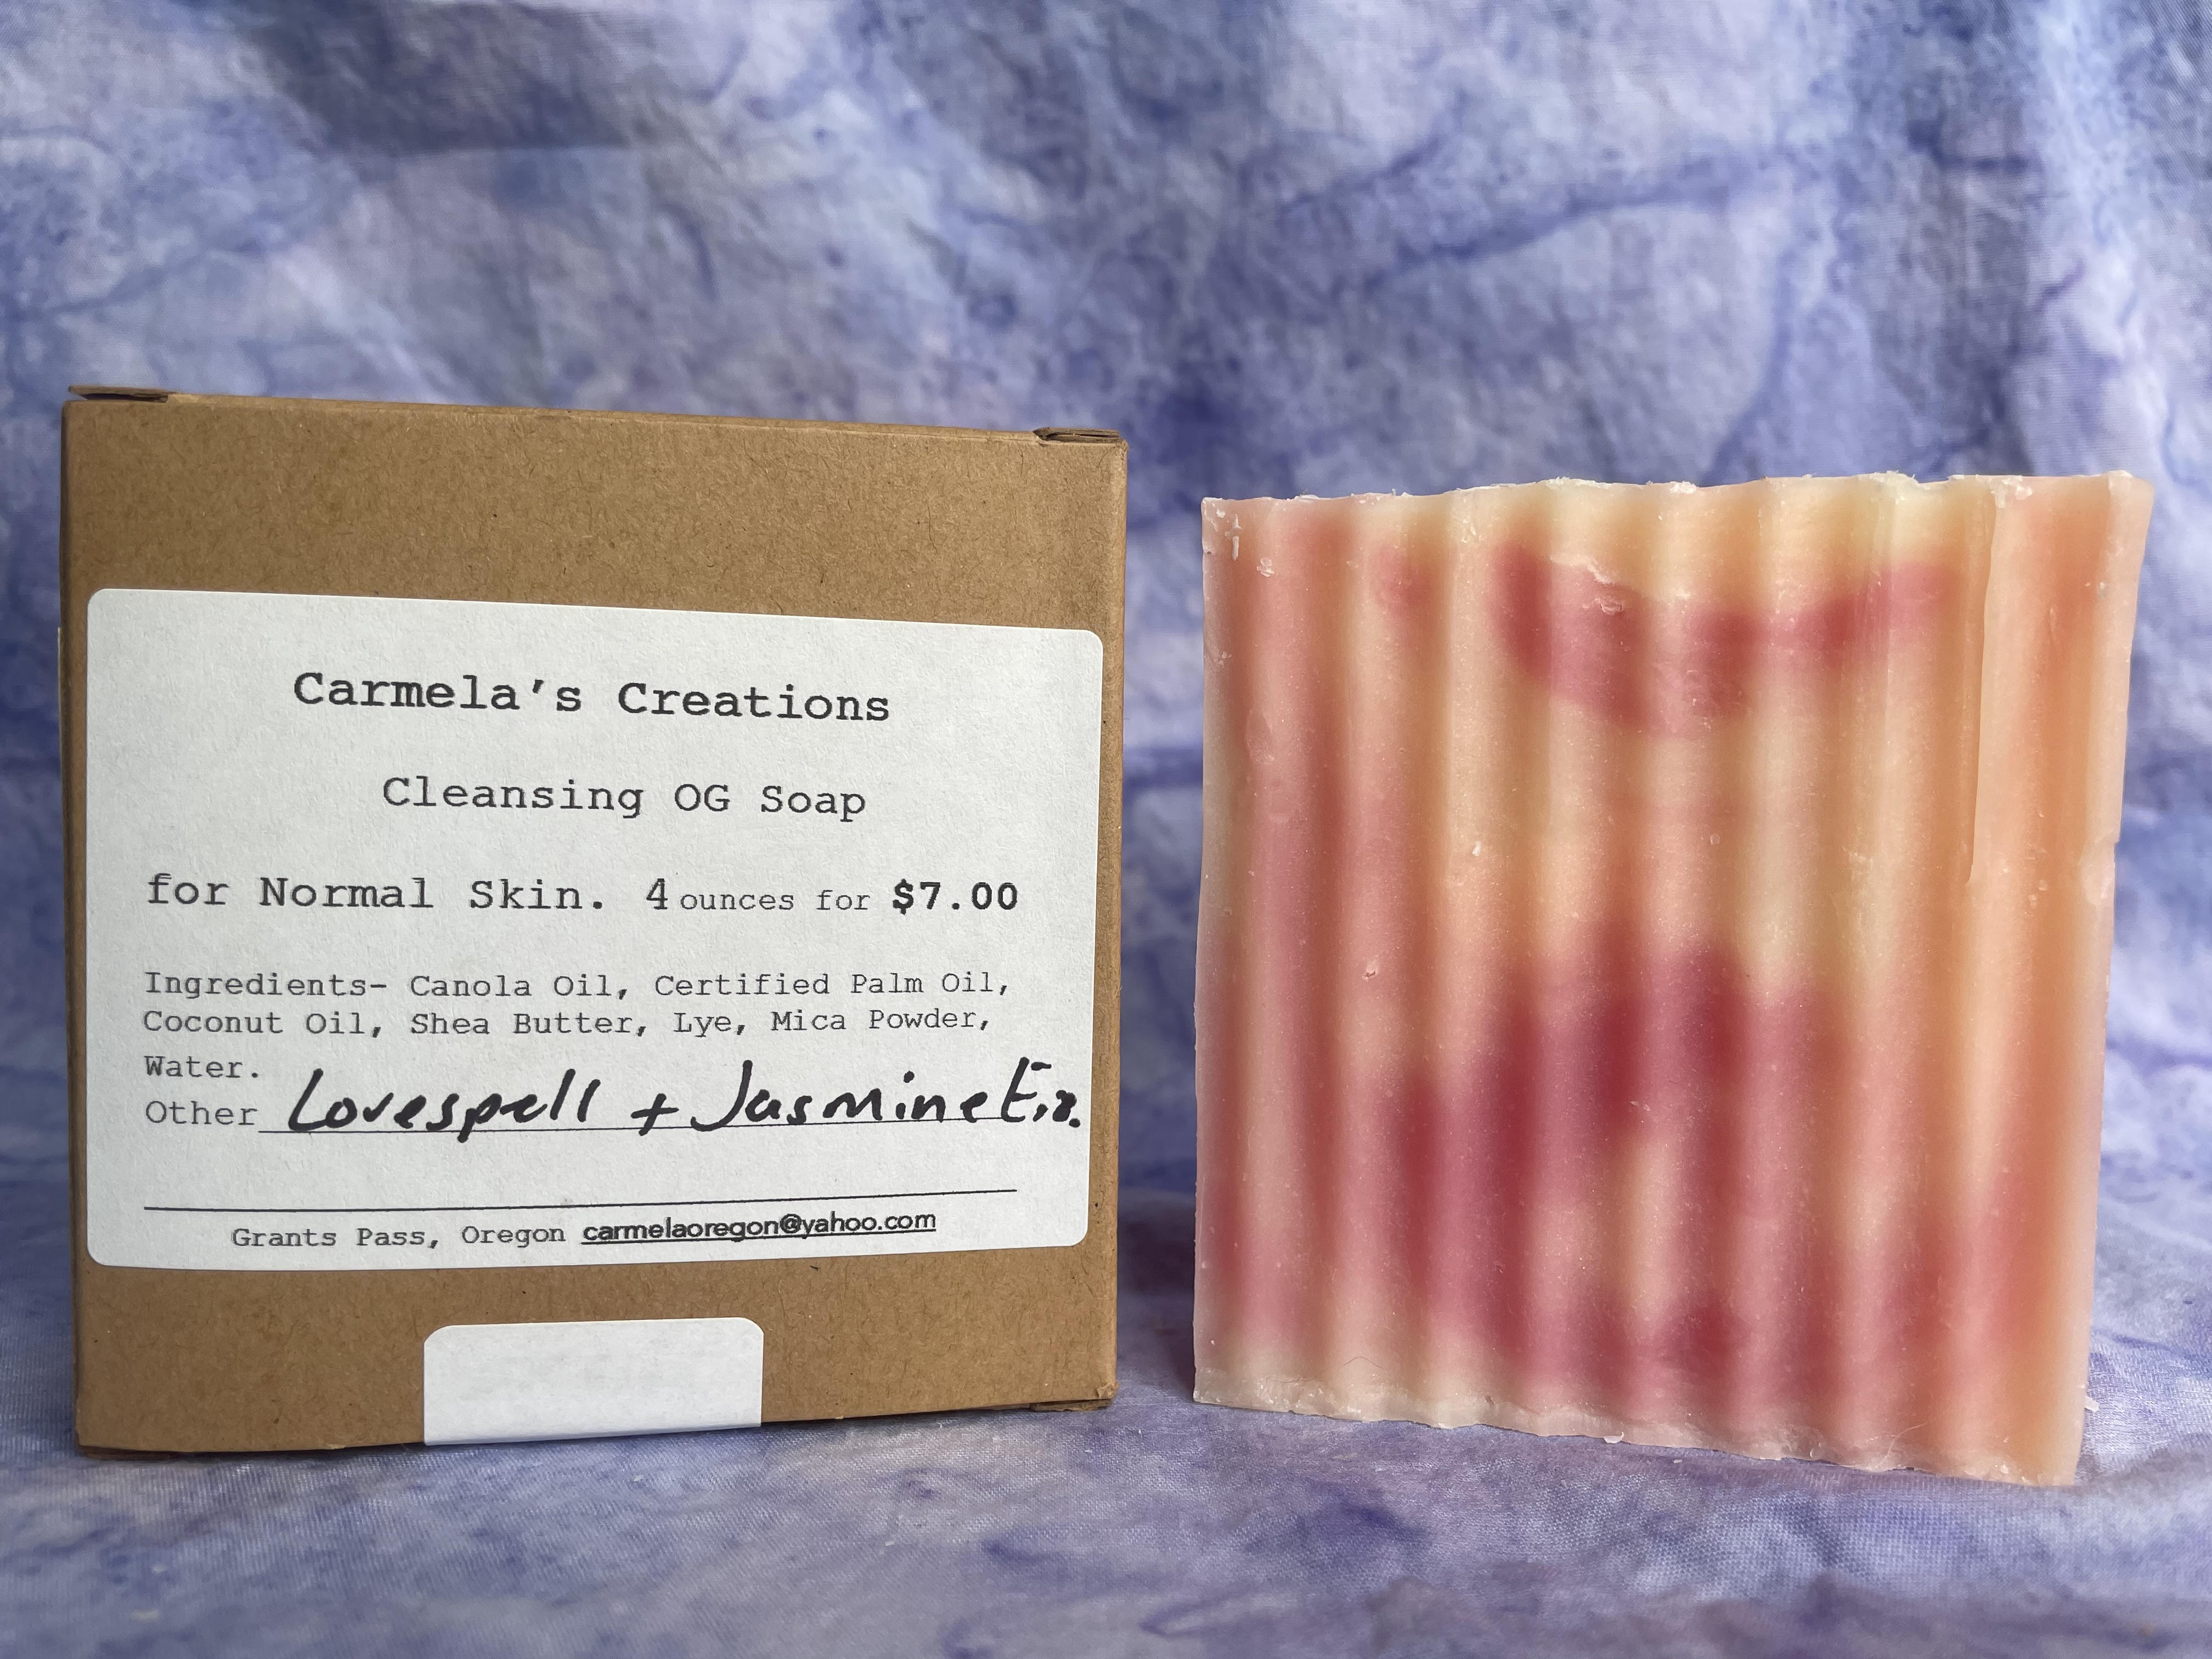 Carmela's Creations
Cleansing OG Soap
for Normal Skin. 4 ounces for $7.00
Ingredients- Canola Oil, Certified Palm Oil,
Coconut Oil, Shea Butter, Lye, Mica Powder,
Water.
Other Lovespell + Jasmine
Grants Pass, Oregon carmelaoregon@yahoo.com